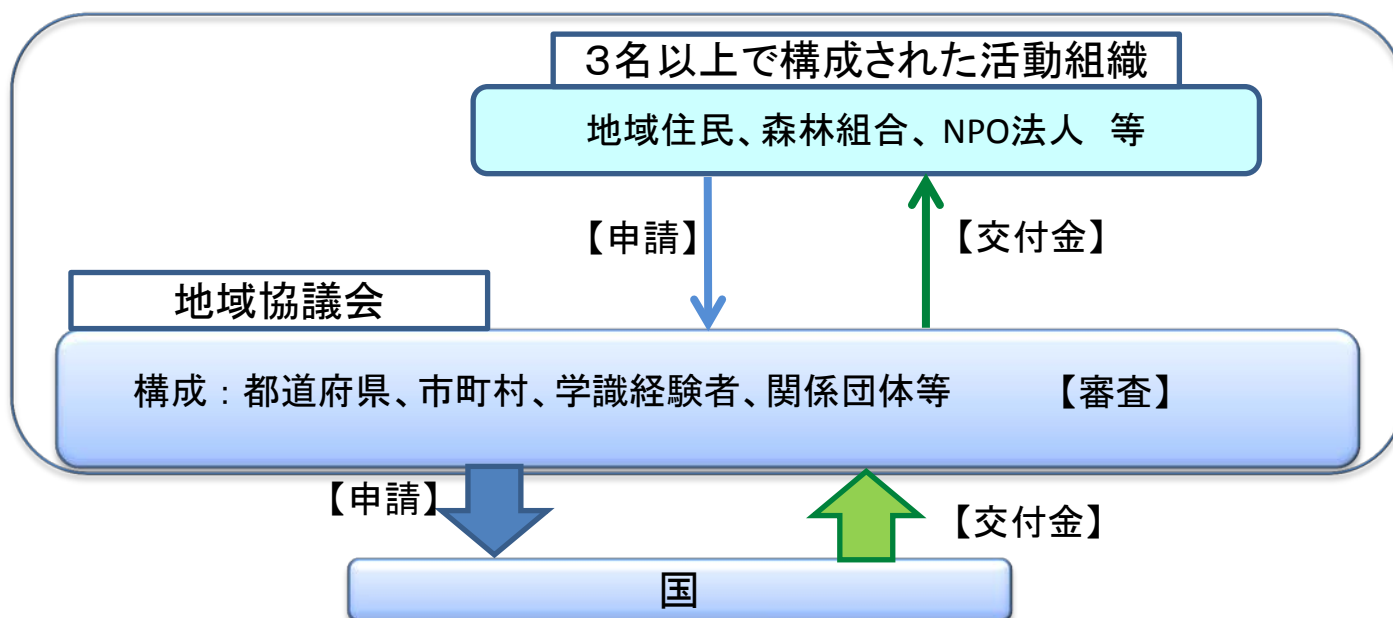 ３名以上で構成された活動組織
地域住民、森林組合、NPO法人　等
【申請】
【交付金】
地域協議会
構成：都道府県、市町村、学識経験者、関係団体等　　【審査】
【申請】
【交付金】
国